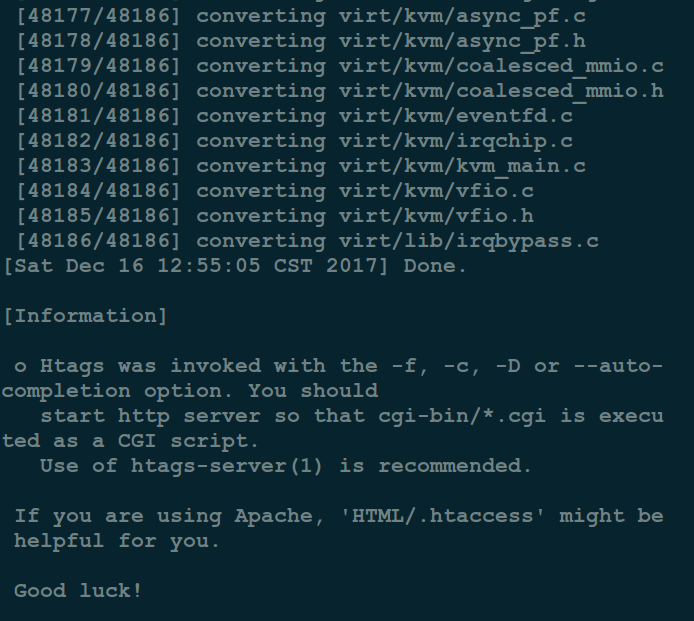 [48177/48186] converting virt/kvm/async_pf.c
[48178/48186] converting virt/kvm/async_pf.h
[48179/48186] converting virt/kvm/coalesced_mmio.c
[48180/48186] converting virt/kvm/coalesced_mmio.h
[48181/48186] converting virt/kvm/eventfd.c
[48182/48186] converting virt/kvm/irqchip.c
[48183/48186] converting virt/kvm/kvm_main.c
[48184/48186] converting virt/kvm/vfio.c
[48185/48186] converting virt/kvm/vfio.h
[48186/48186] converting virt/lib/irqbypass.c
[Sat Dec 16 12:55:05 CST 2017] Done.

[Information]

o Htags was invoked with the -f, -c, -D or --auto-
completion option. You should
start http server so that cgi-bin/*.cgi is execu
ted as a CGI script.
Use of htags-server(1) is recommended.

If you are using Apache, 'HTML/.htaccess' might be
helpful for you.

Good luck!